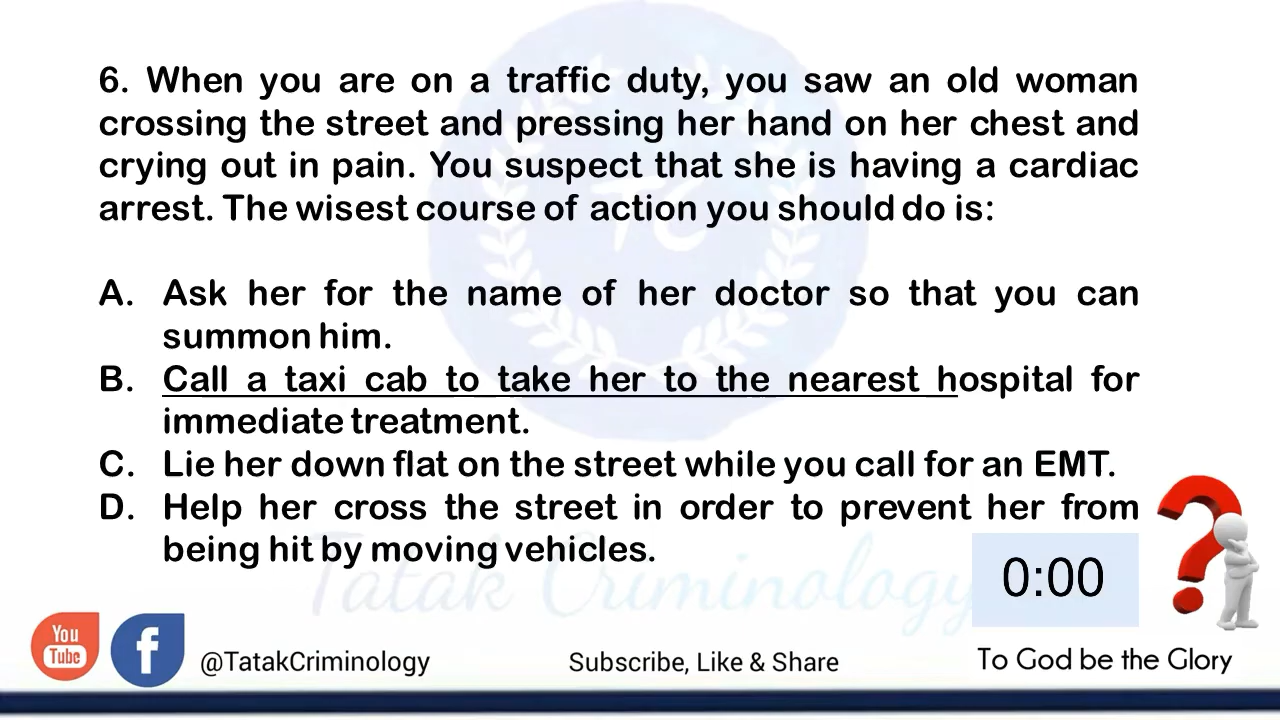 6. When you are on a traffic duty, you saw an old woman
crossing the street and pressing her hand on her chest and
crying out in pain. You suspect that she is having a cardiac
arrest. The wisest course of action you should do is:
A. Ask her for the name of her doctor so that you can
summon him.
B. Call a taxi cab to take her to the nearest hospital for
immediate treatment.
C. Lie her down flat on the street while you call for an EMT.
D. Help her cross the street in order to prevent her from
being hit by moving vehicles.
0:00
TC
Tatak Criminology
You
Tube
f
@TatakCriminology
Subscribe, Like & Share
To God be the Glory